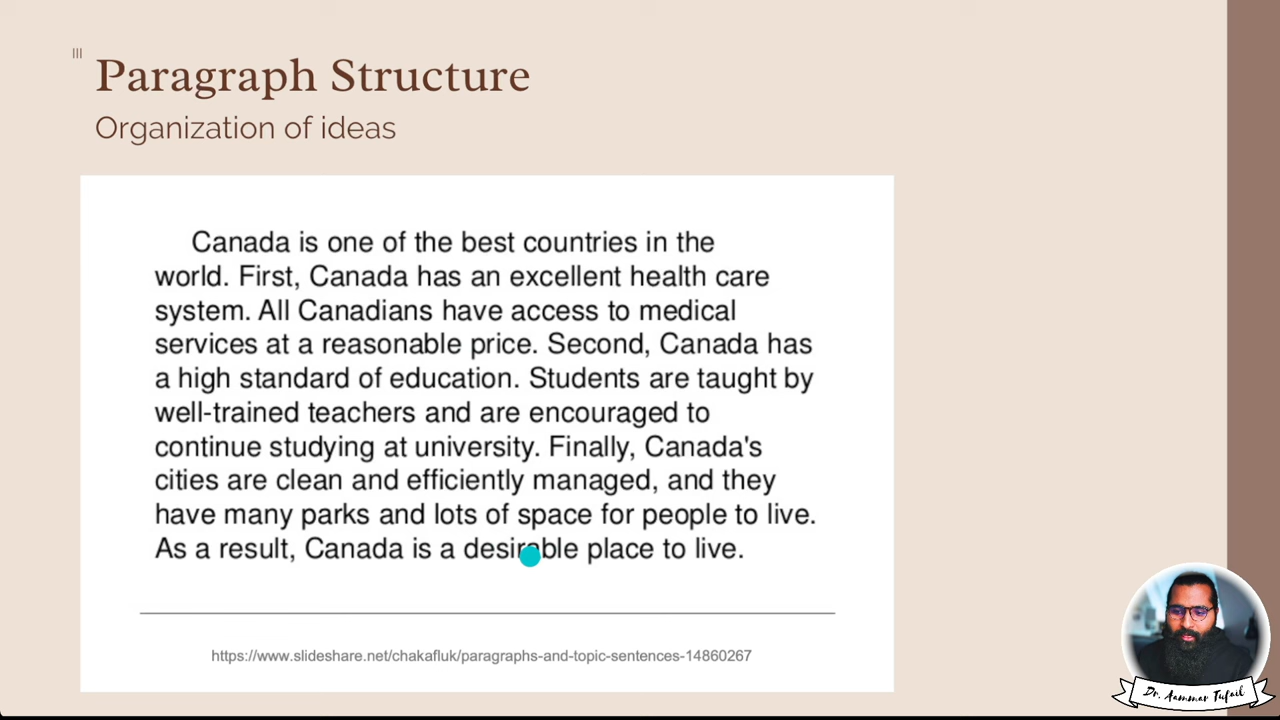 Paragraph Structure
Organization of ideas
Canada is one of the best countries in the
world. First, Canada has an excellent health care
system. All Canadians have access to medical
services at a reasonable price. Second, Canada has
a high standard of education. Students are taught by
well-trained teachers and are encouraged to
continue studying at university. Finally, Canada's
cities are clean and efficiently managed, and they
have many parks and lots of space for people to live.
As a result, Canada is a desirable place to live.
https://www.slideshare.net/chakafluk/paragraphs-and-topic-sentences-14860267
Dr. Aammar Tufail